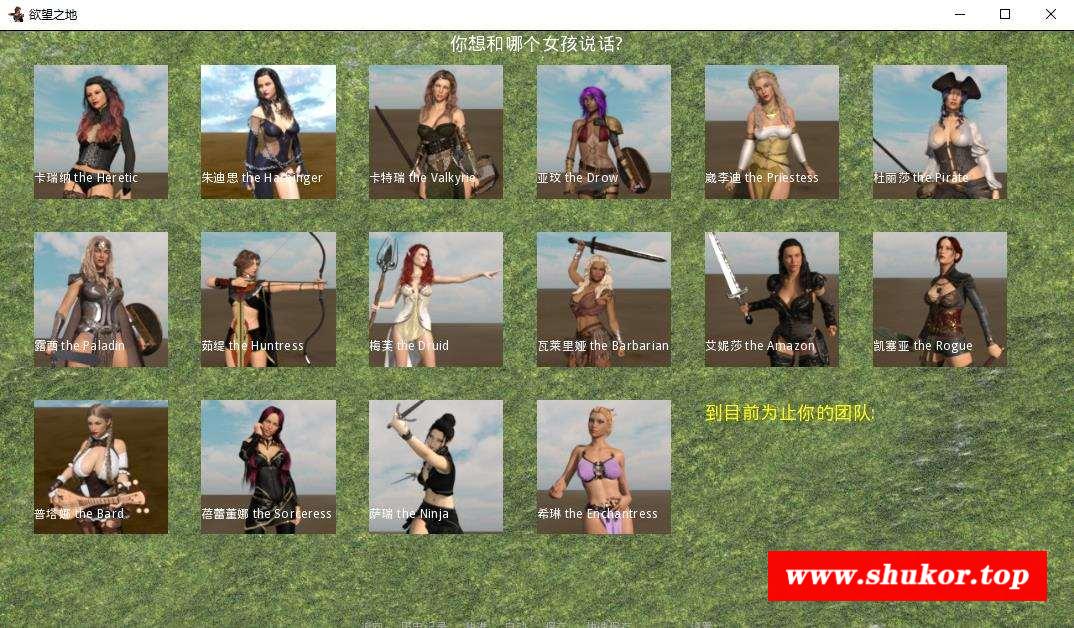 欲望之地
你想和哪个女孩说话?
卡瑞纳 the Heretic
朱迪思 the Harbinger
卡特瑞 the Valkyrie
亚玟 the Drow
葳李迪 the Priestess
杜丽莎 the Pirate
露西 the Paladin
茹缇 the Huntress
梅芙 the Druid
瓦莱里娅 the Barbarian
艾妮莎 the Amazon
凯塞亚 the Rogue
普塔娜 the Bard
蓓蕾董娜 the Sorceress
萨瑞 the Ninja
希琳 the Enchantress
到目前为止你的团队:
www.shukor.top